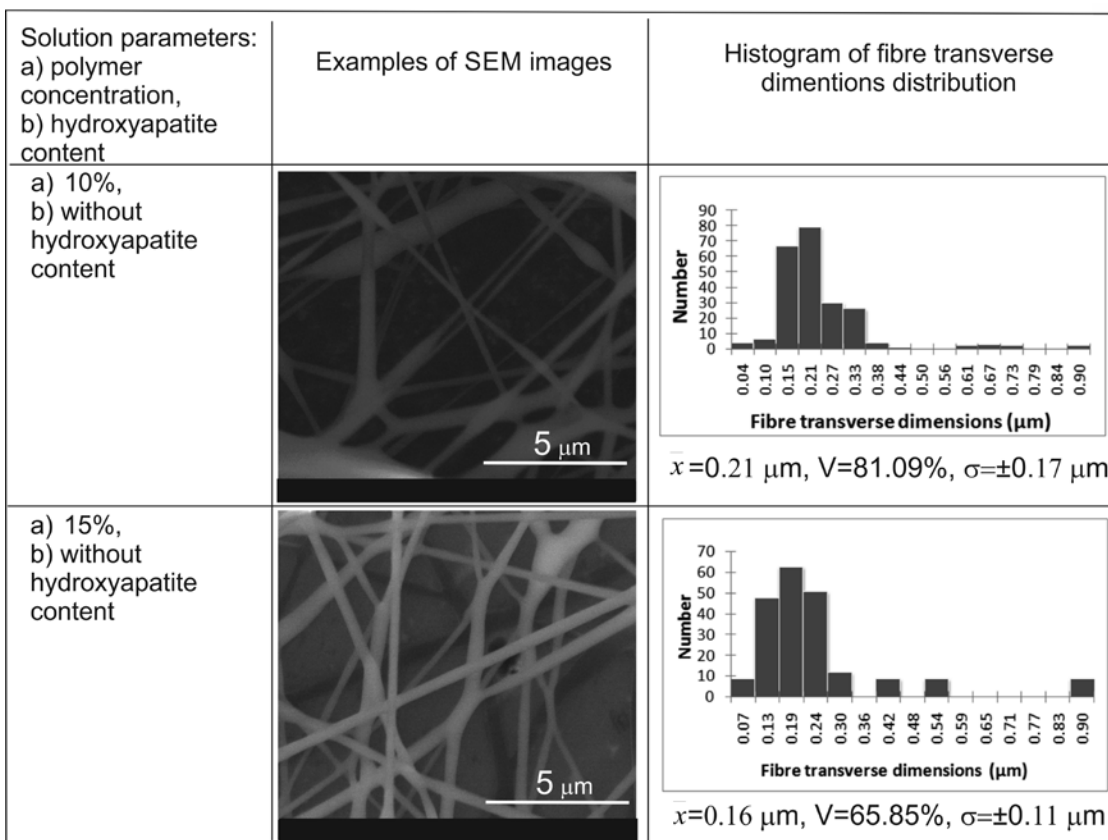 Solution parameters:
a) polymer
concentration,
b) hydroxyapatite
content
Examples of SEM images
Histogram of fibre transverse
dimentions distribution
a) 10%,
b) without
hydroxyapatite
content
5 μm
90
80
70
60
50
40
30
20
10
0
Number
0.04 0.10 0.15 0.21 0.27 0.33 0.38 0.44 0.50 0.56 0.61 0.67 0.73 0.79 0.84 0.90
Fibre transverse dimensions (μm)
x̄=0.21 μm, V=81.09%, σ=±0.17 μm
a) 15%,
b) without
hydroxyapatite
content
5 μm
70
60
50
40
30
20
10
0
Number
0.07 0.13 0.19 0.24 0.30 0.36 0.42 0.48 0.54 0.59 0.65 0.71 0.77 0.83 0.90
Fibre transverse dimensions (μm)
x̄=0.16 μm, V=65.85%, σ=±0.11 μm